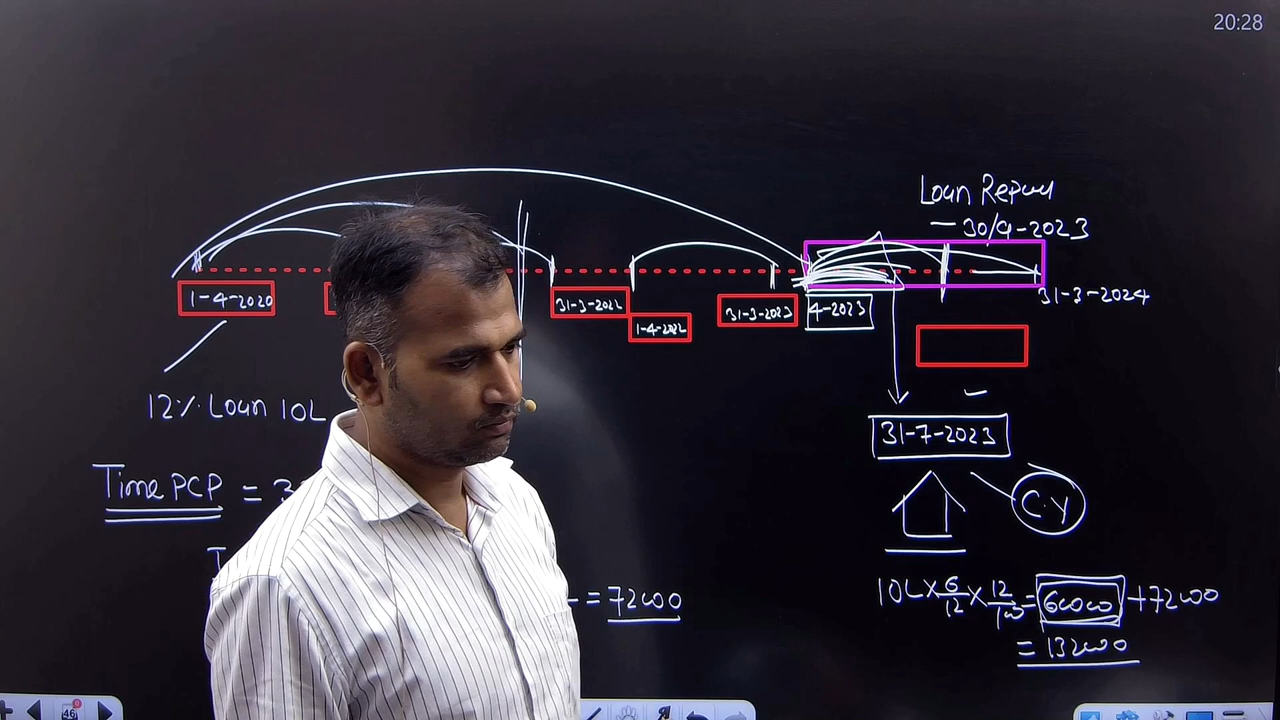 20:28
Loan
— 30/9-2023
1-4-2020
31-3-2022
1-4-2022
31-3-2023
4-2023
31-3-2024
12% Loan 10L
31-7-2023
Time PCP = 3
C.Y
= 72000
10L × 6/12 × 12/100 = 60000 + 72000
= 132000
46